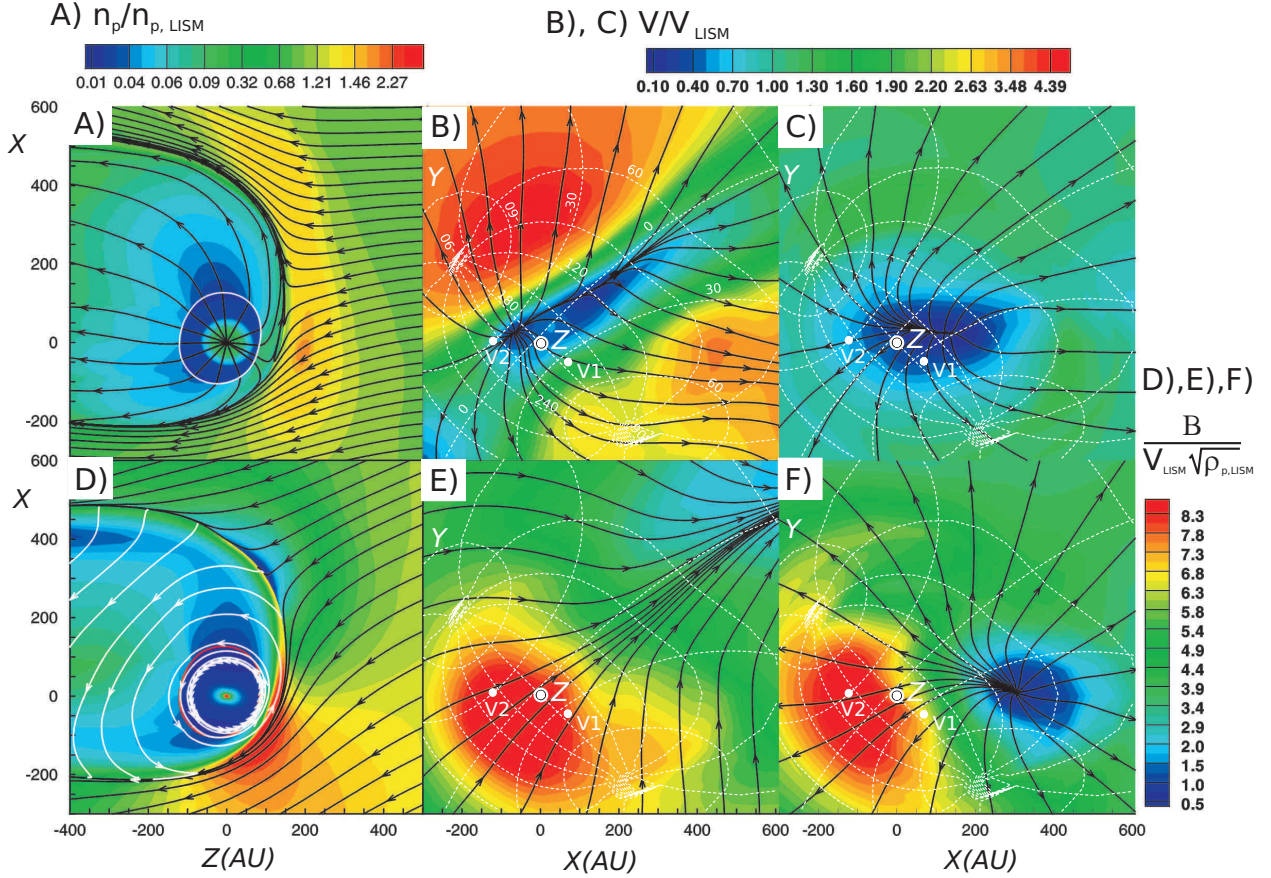 A) n_p/n_p, LISM
B), C) V/V_LISM
0.01 0.04 0.06 0.09 0.32 0.68 1.21 1.46 2.27
0.10 0.40 0.70 1.00 1.30 1.60 1.90 2.20 2.63 3.48 4.39
A)
B)
C)
X
600
400
200
0
-200
Y
90
-60
-30
60
0
120
180
30
V2
Z
V1
240
60
0
V2
Z
V1
D),E),F)
B
V_LISM √ρ_p,LISM
D)
E)
F)
X
600
400
200
0
-200
Y
V2
Z
V1
Y
V2
Z
V1
8.3
7.8
7.3
6.8
6.3
5.8
5.4
4.9
4.4
3.9
3.4
2.9
2.4
2.0
1.5
1.0
0.5
-400 -200 0 200 400
-200 0 200 400 600
-200 0 200 400 600
Z(AU)
X(AU)
X(AU)